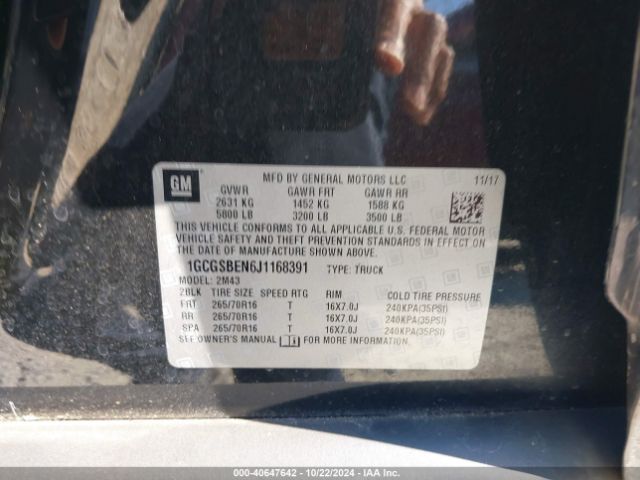 GM
MFD BY GENERAL MOTORS LLC 11/17
GVWR GAWR FRT GAWR RR
2631 KG 1452 KG 1588 KG
5800 LB 3200 LB 3500 LB
THIS VEHICLE CONFORMS TO ALL APPLICABLE U.S. FEDERAL MOTOR
VEHICLE SAFETY AND THEFT PREVENTION STANDARDS IN EFFECT ON
THE DATE OF MANUFACTURE SHOWN ABOVE.
1GCGSBEN6J1168391 TYPE: TRUCK
MODEL: 2M43
2BLK TIRE SIZE SPEED RTG RIM COLD TIRE PRESSURE
FRT 265/70R16 T 16X7.0J 240KPA(35PSI)
RR 265/70R16 T 16X7.0J 240KPA(35PSI)
SPA 265/70R16 T 16X7.0J 240KPA(35PSI)
SEE OWNER'S MANUAL FOR MORE INFORMATION.
000-40647642 - 10/22/2024 - IAA Inc.